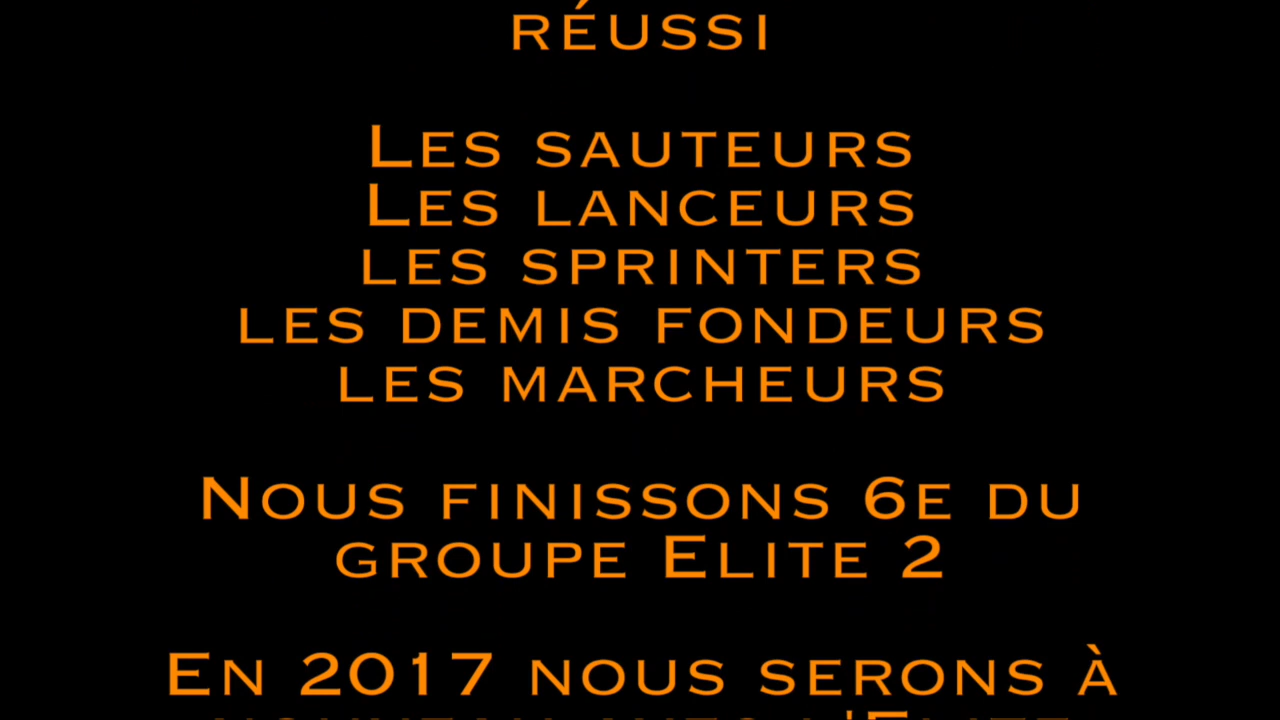 RÉUSSI
LES SAUTEURS
LES LANCEURS
LES SPRINTERS
LES DEMIS FONDEURS
LES MARCHEURS
NOUS FINISSONS 6E DU
GROUPE ELITE 2
EN 2017 NOUS SERONS À